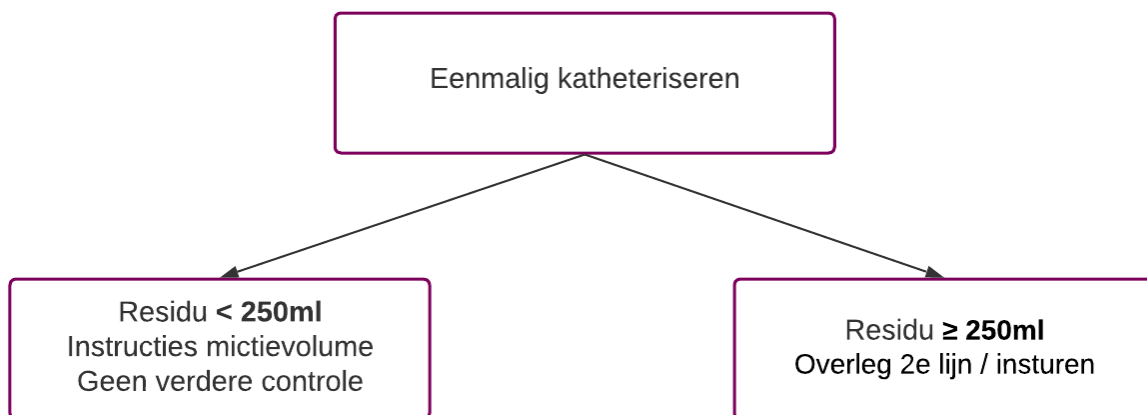 Eenmalig katheteriseren
Residu < 250ml
Instructies mictievolume
Geen verdere controle
Residu ≥ 250ml
Overleg 2e lijn / insturen